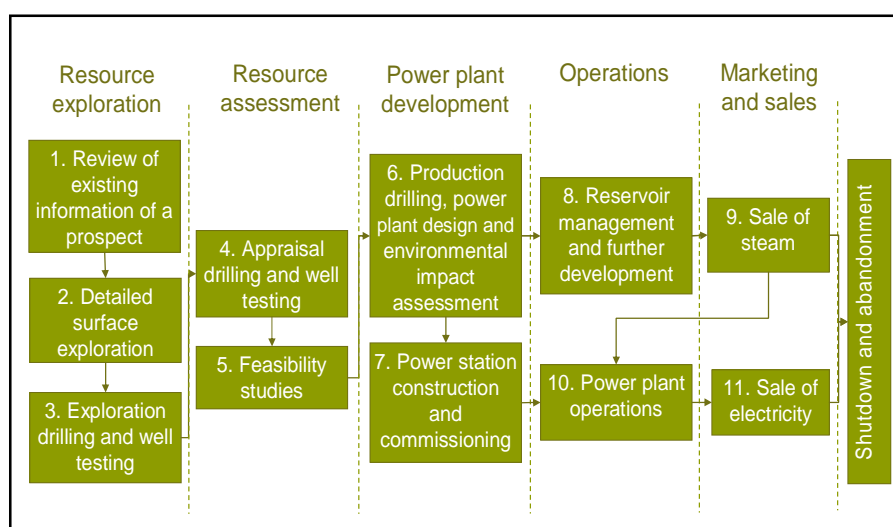 Resource
exploration
Resource
assessment
Power plant
development
Operations
Marketing
and sales
1. Review of
existing
information of a
prospect
2. Detailed
surface
exploration
3. Exploration
drilling and well
testing
4. Appraisal
drilling and well
testing
5. Feasibility
studies
6. Production
drilling, power
plant design and
environmental
impact
assessment
7. Power station
construction
and
commissioning
8. Reservoir
management
and further
development
9. Sale of
steam
10. Power plant
operations
11. Sale of
electricity
Shutdown and abandonment